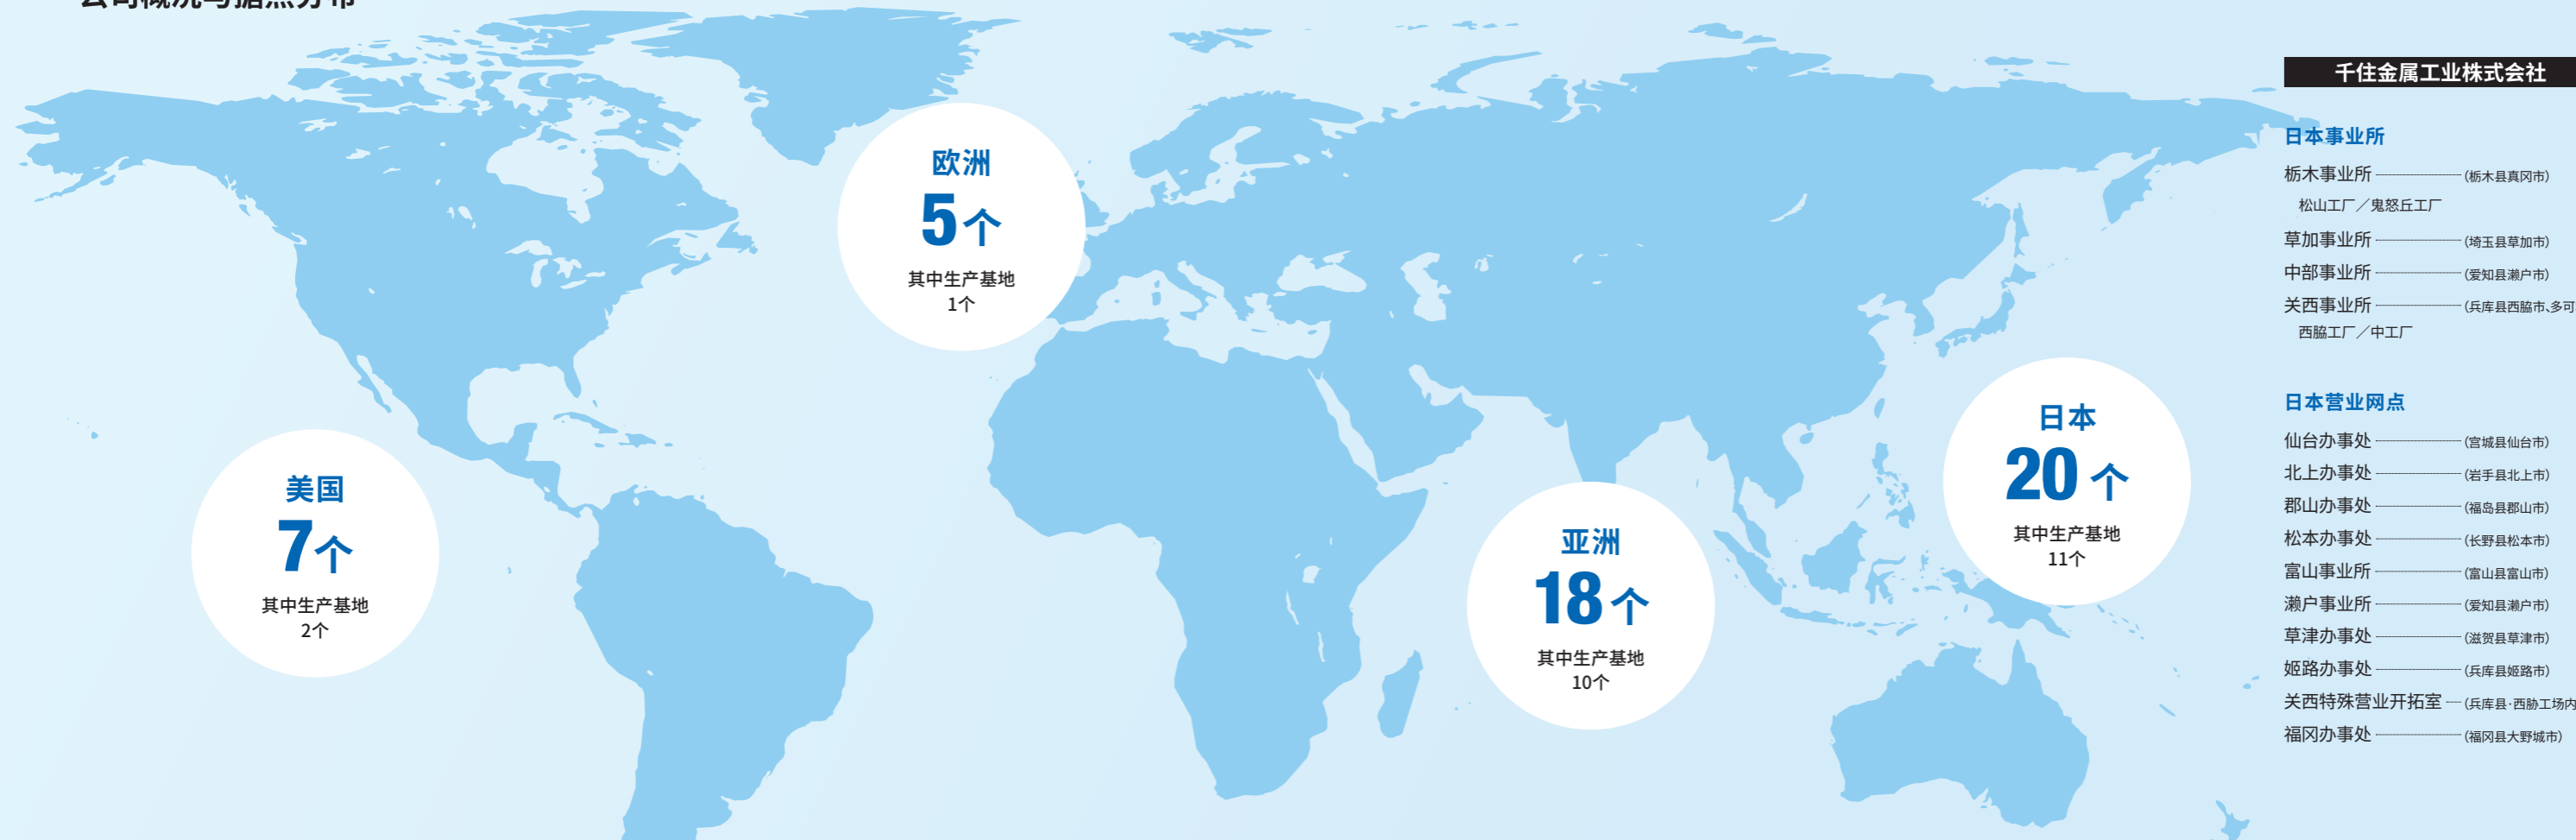 公司概况与据点分布
欧洲
5个
其中生产基地
1个
美国
7个
其中生产基地
2个
亚洲
18个
其中生产基地
10个
日本
20个
其中生产基地
11个
千住金属工业株式会社
日本事业所
栃木事业所 (栃木县真冈市)
松山工厂／鬼怒丘工厂
草加事业所 (埼玉县草加市)
中部事业所 (爱知县濑户市)
关西事业所 (兵库县西脇市、多可
西脇工厂／中工厂
日本营业网点
仙台办事处 (宫城县仙台市)
北上办事处 (岩手县北上市)
郡山办事处 (福岛县郡山市)
松本办事处 (长野县松本市)
富山事业所 (富山县富山市)
濑户事业所 (爱知县濑户市)
草津办事处 (滋贺县草津市)
姬路办事处 (兵库县姬路市)
关西特殊营业开拓室 (兵库县·西胁工场内
福冈办事处 (福冈县大野城市)